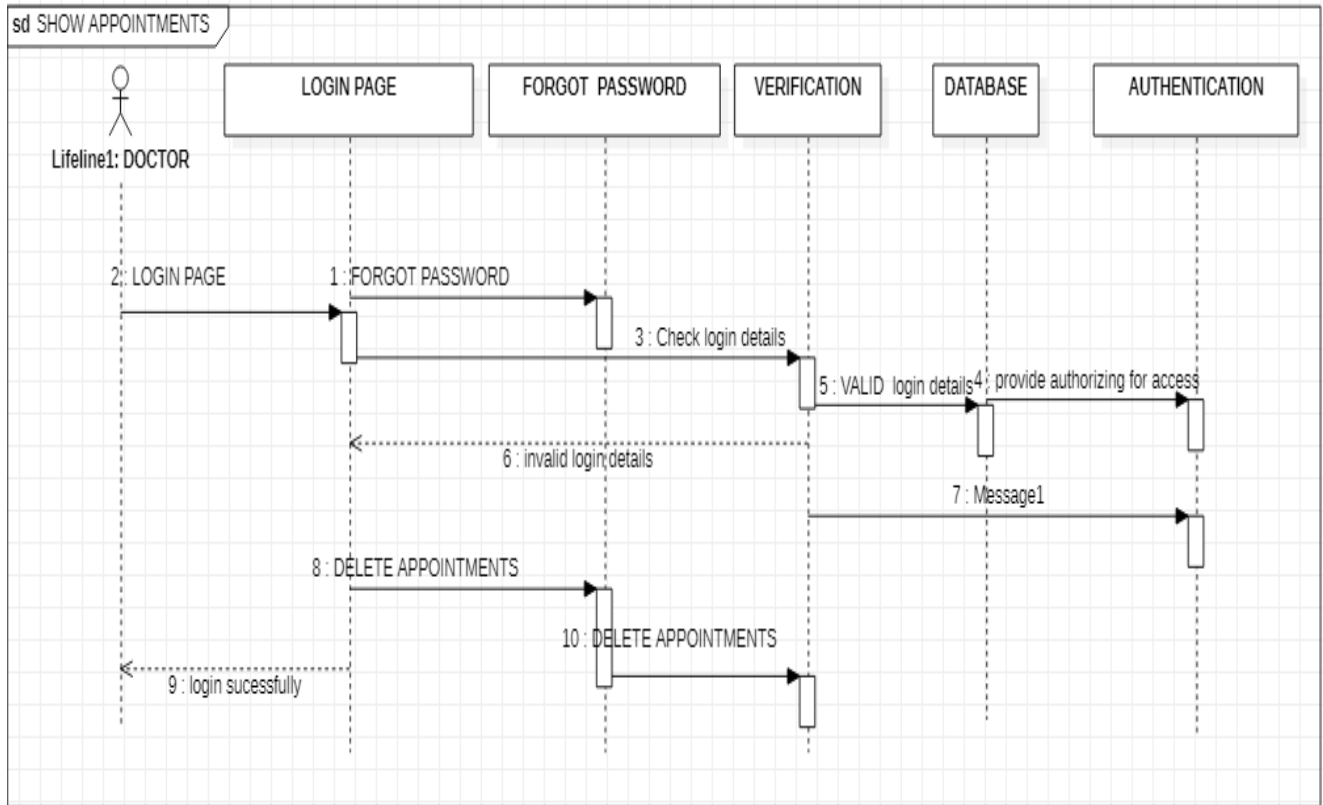 sd SHOW APPOINTMENTS
LOGIN PAGE
FORGOT PASSWORD
VERIFICATION
DATABASE
AUTHENTICATION
Lifeline1: DOCTOR
2 : LOGIN PAGE
1 : FORGOT PASSWORD
3 : Check login details
5 : VALID login details
4 : provide authorizing for access
6 : invalid login details
7 : Message1
8 : DELETE APPOINTMENTS
10 : DELETE APPOINTMENTS
9 : login sucessfully